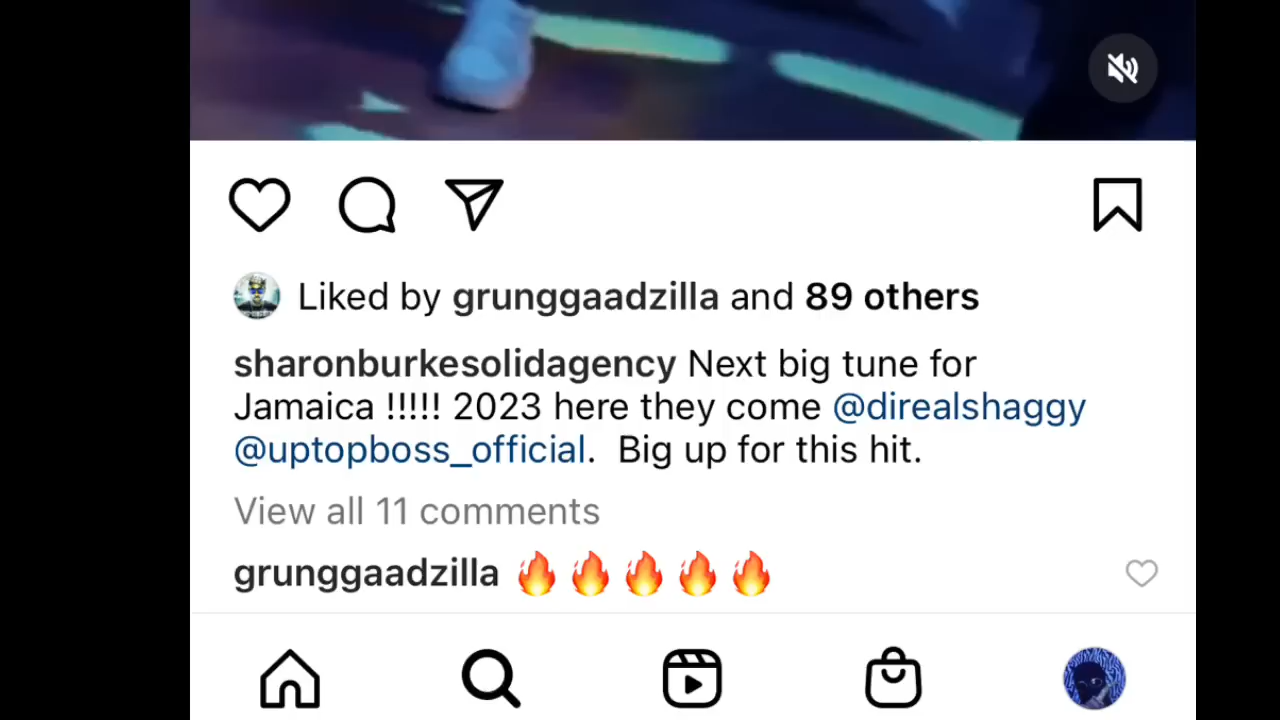 Liked by grunggaadzilla and 89 others
sharonburkesolidagency Next big tune for
Jamaica !!!!! 2023 here they come @direalshaggy
@uptopboss_official.  Big up for this hit.
View all 11 comments
grunggaadzilla 🔥🔥🔥🔥🔥